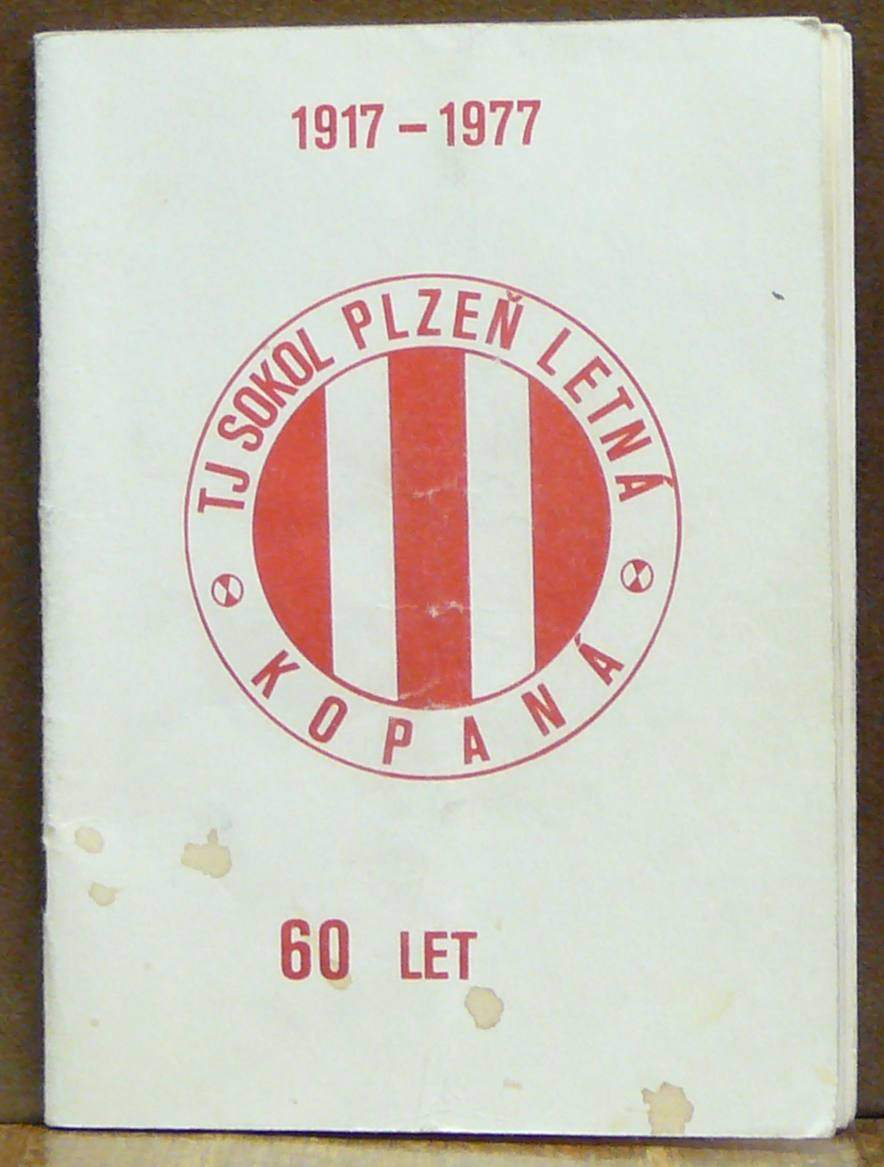 1917 – 1977
TJ SOKOL PLZEŇ LETNÁ
KOPANÁ
60 LET